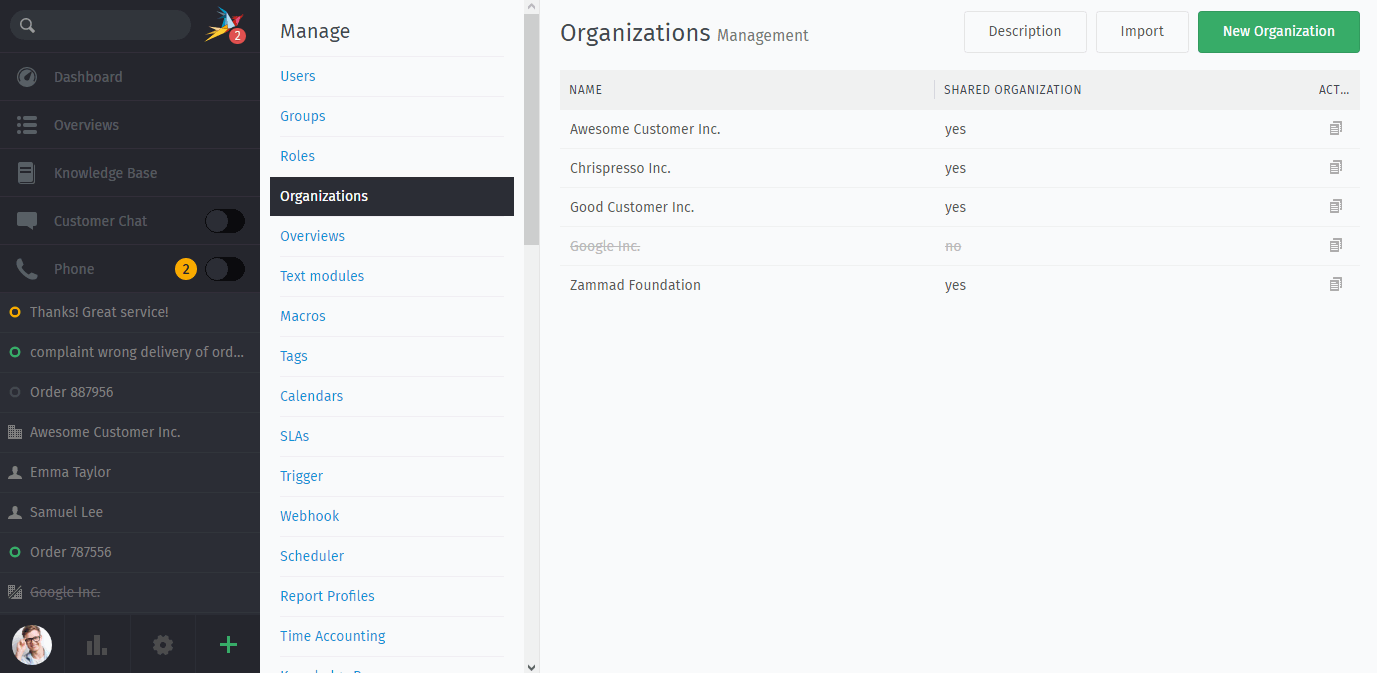 2
Dashboard
Overviews
Knowledge Base
Customer Chat
Phone 2
Thanks! Great service!
complaint wrong delivery of ord...
Order 887956
Awesome Customer Inc.
Emma Taylor
Samuel Lee
Order 787556
Google Inc.
Manage
Users
Groups
Roles
Organizations
Overviews
Text modules
Macros
Tags
Calendars
SLAs
Trigger
Webhook
Scheduler
Report Profiles
Time Accounting
Organizations Management
Description
Import
New Organization
NAME SHARED ORGANIZATION ACT...
Awesome Customer Inc. yes
Chrispresso Inc. yes
Good Customer Inc. yes
Google Inc. no
Zammad Foundation yes